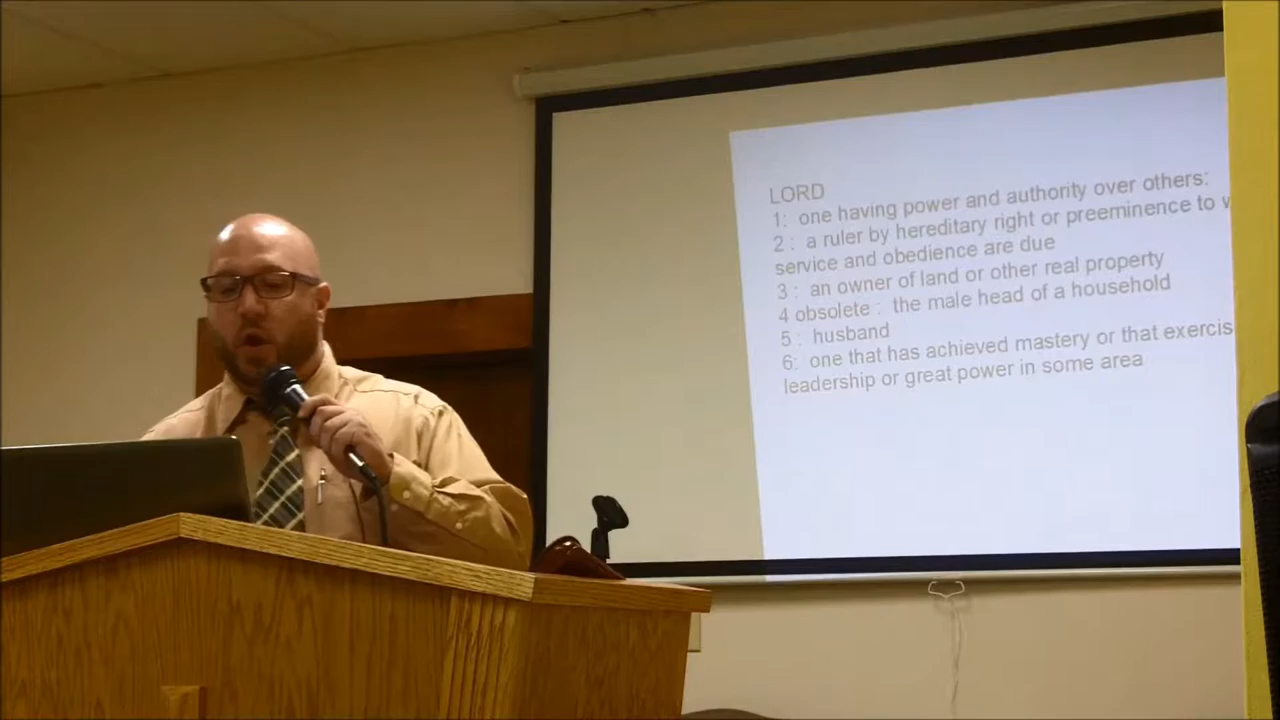 LORD
1: one having power and authority over others:
2 : a ruler by hereditary right or preeminence to
service and obedience are due
3 : an owner of land or other real property
4 obsolete : the male head of a household
5 : husband
6: one that has achieved mastery or that exercis
leadership or great power in some area